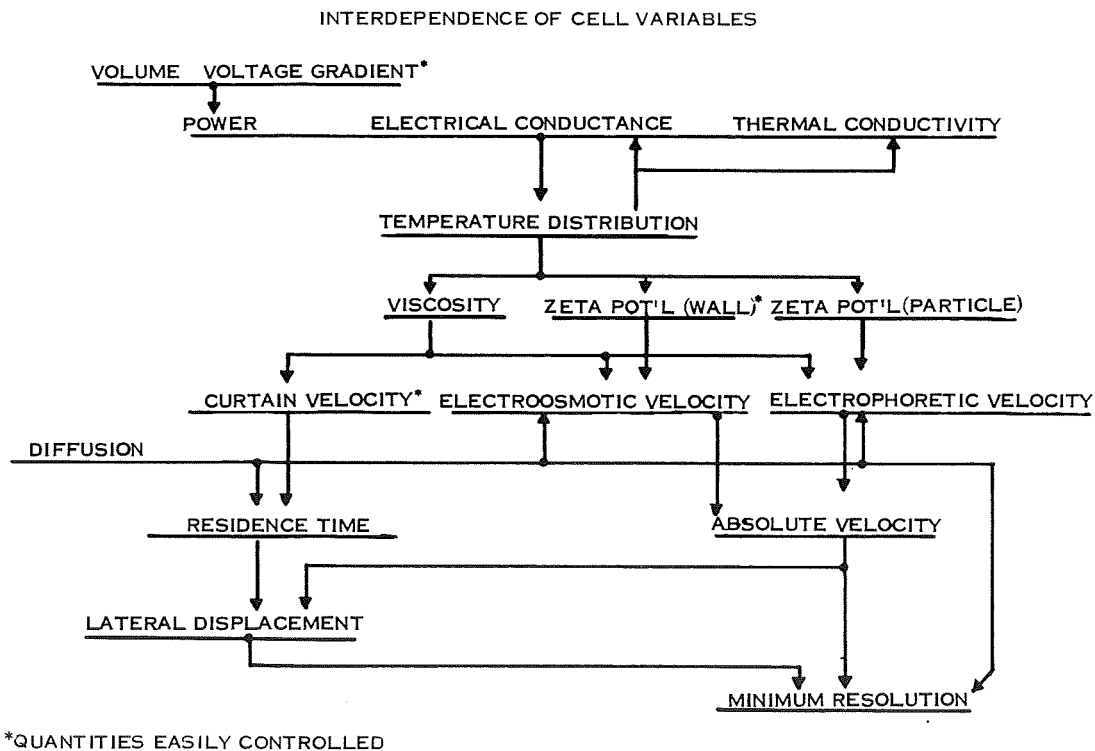 INTERDEPENDENCE OF CELL VARIABLES
VOLUME VOLTAGE GRADIENT*
POWER ELECTRICAL CONDUCTANCE THERMAL CONDUCTIVITY
TEMPERATURE DISTRIBUTION
VISCOSITY ZETA POT'L (WALL)* ZETA POT'L (PARTICLE)
CURTAIN VELOCITY* ELECTROOSMOTIC VELOCITY ELECTROPHORETIC VELOCITY
DIFFUSION
RESIDENCE TIME ABSOLUTE VELOCITY
LATERAL DISPLACEMENT
MINIMUM RESOLUTION
*QUANTITIES EASILY CONTROLLED